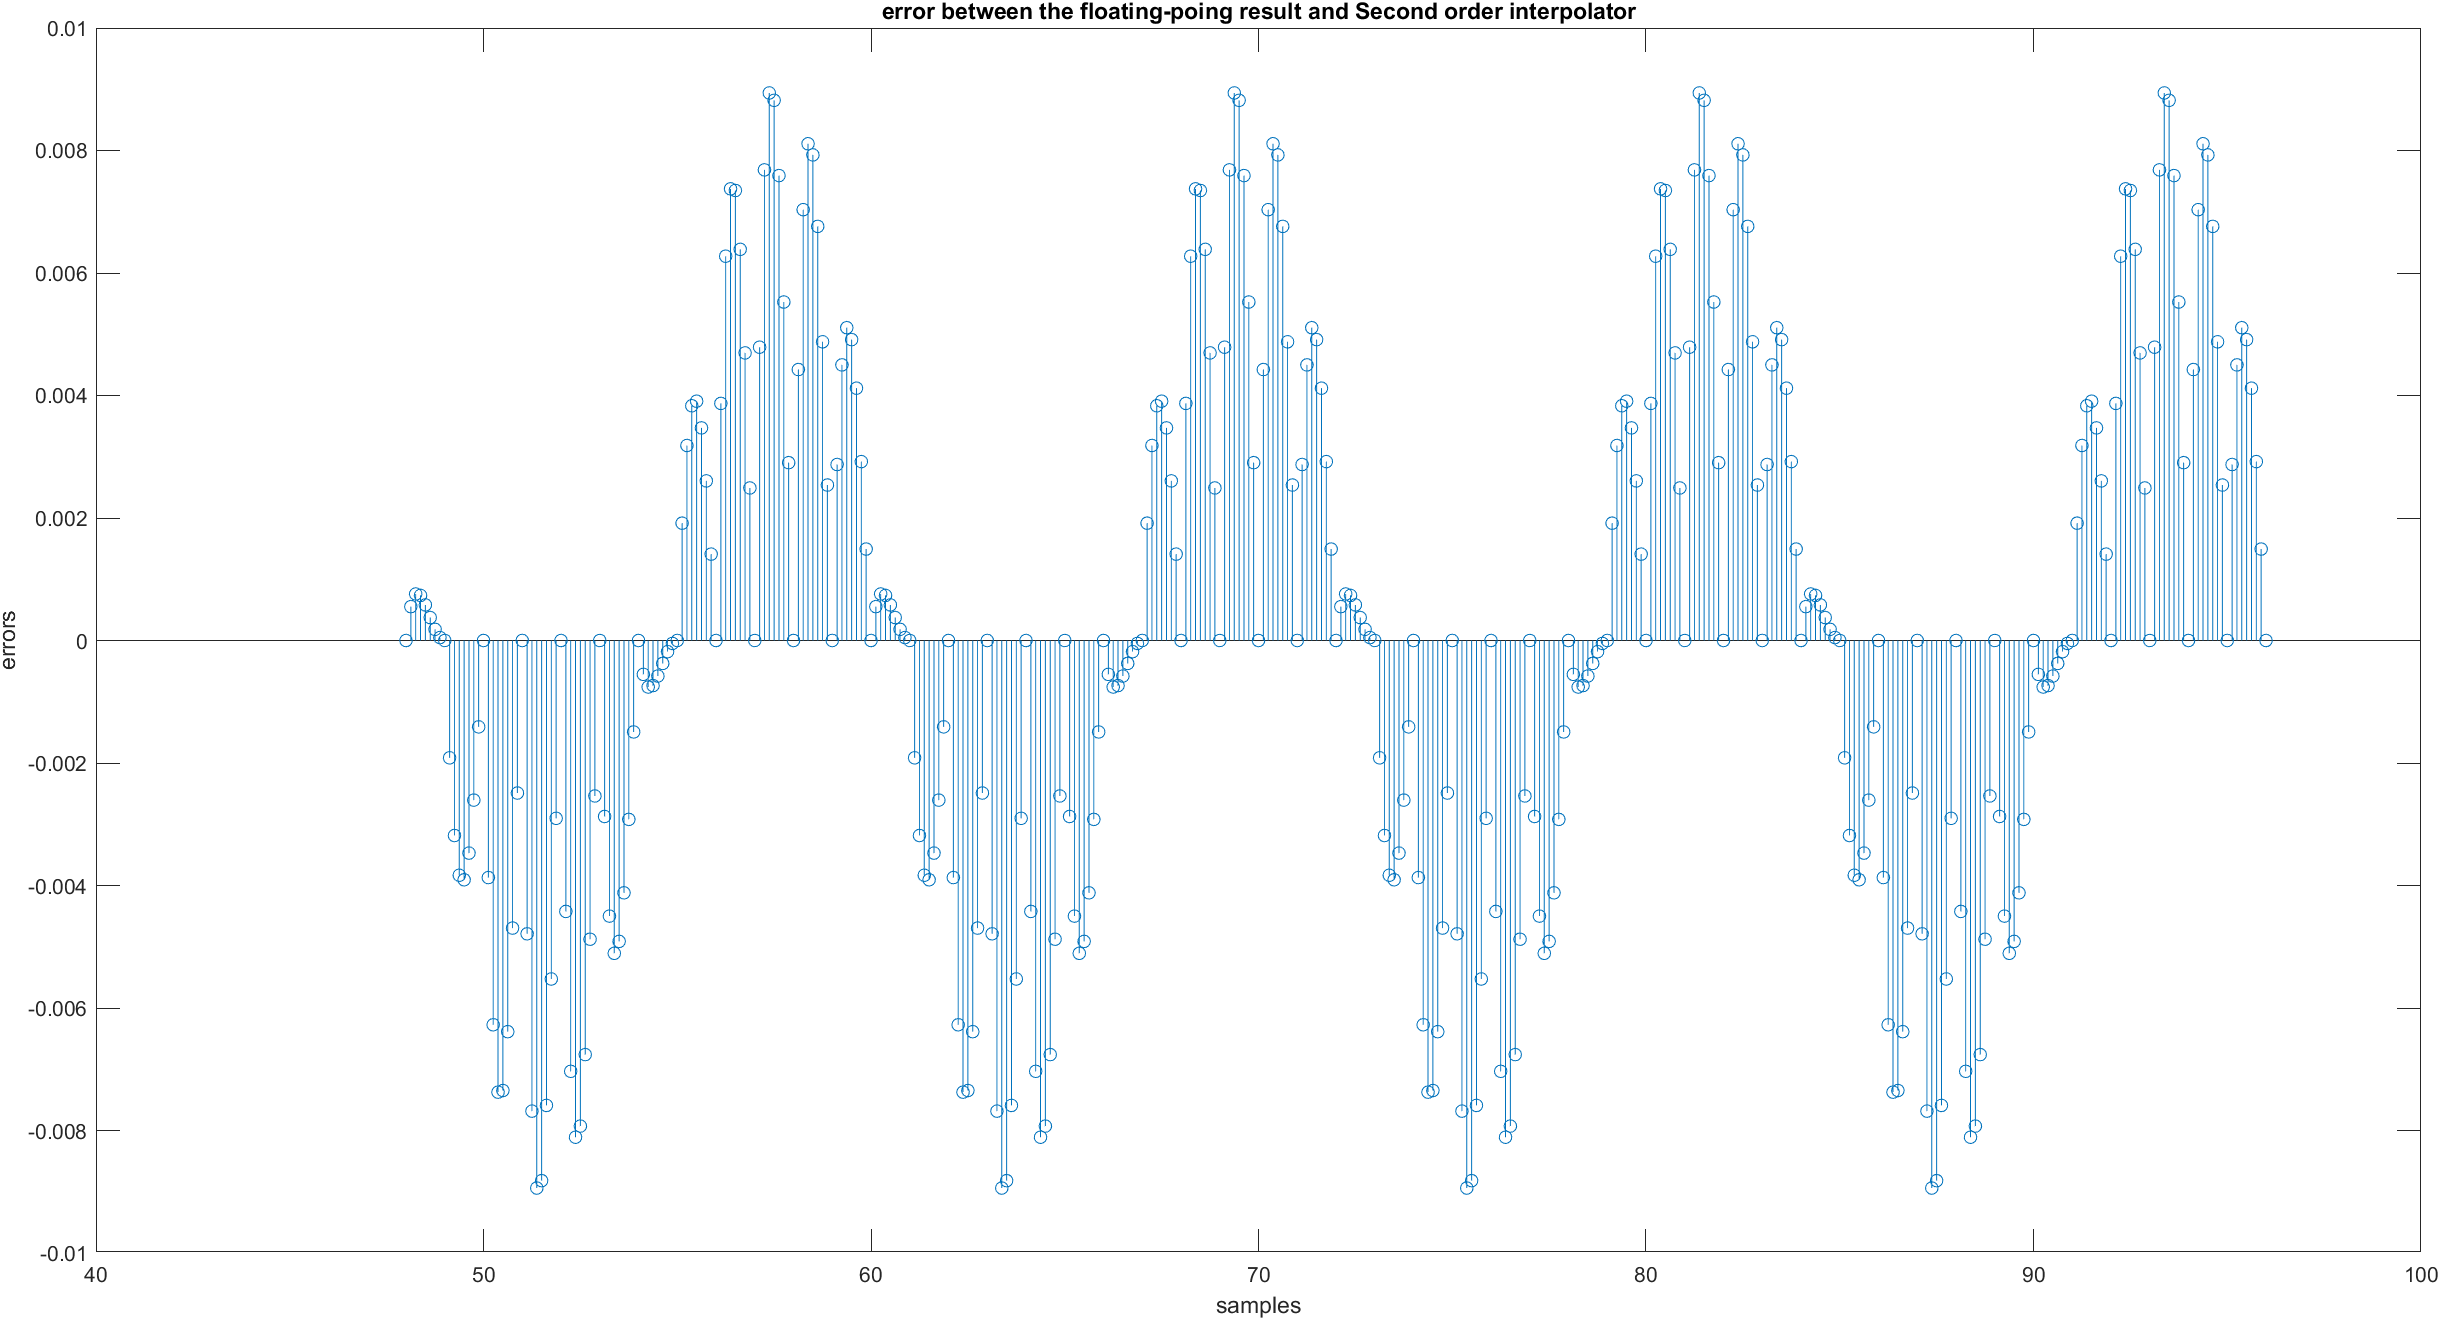 error between the floating-poing result and Second order interpolator
0.01
0.008
0.006
0.004
0.002
0
-0.002
-0.004
-0.006
-0.008
-0.01
errors
40 50 60 70 80 90 100
samples